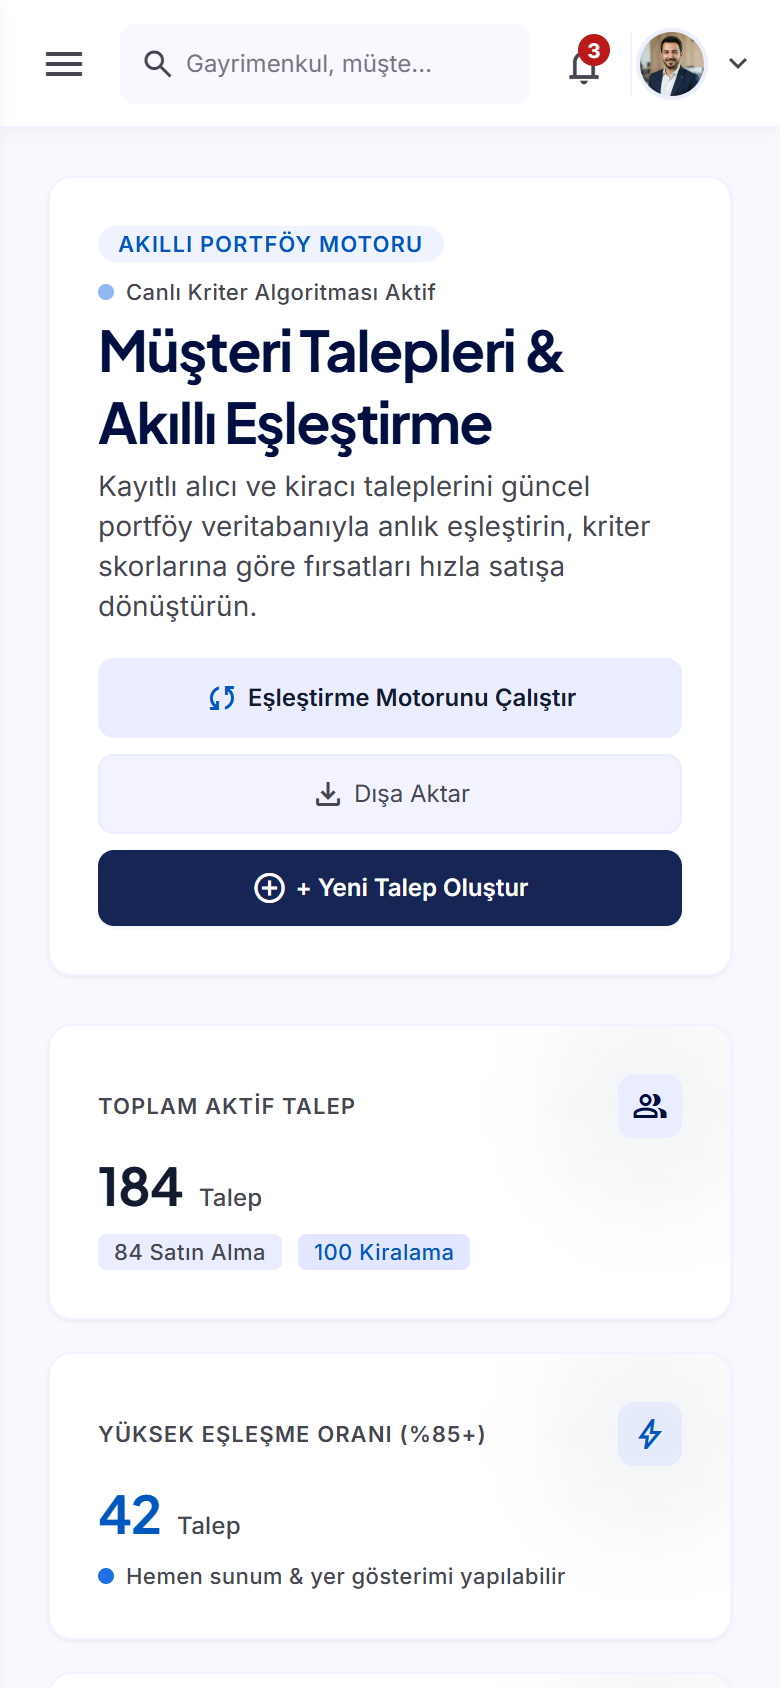 Gayrimenkul, müşte...
3
AKILLI PORTFÖY MOTORU
Canlı Kriter Algoritması Aktif
Müşteri Talepleri &
Akıllı Eşleştirme
Kayıtlı alıcı ve kiracı taleplerini güncel
portföy veritabanıyla anlık eşleştirin, kriter
skorlarına göre fırsatları hızla satışa
dönüştürün.
Eşleştirme Motorunu Çalıştır
Dışa Aktar
+ Yeni Talep Oluştur
TOPLAM AKTİF TALEP
184 Talep
84 Satın Alma 100 Kiralama
YÜKSEK EŞLEŞME ORANI (%85+)
42 Talep
Hemen sunum & yer gösterimi yapılabilir